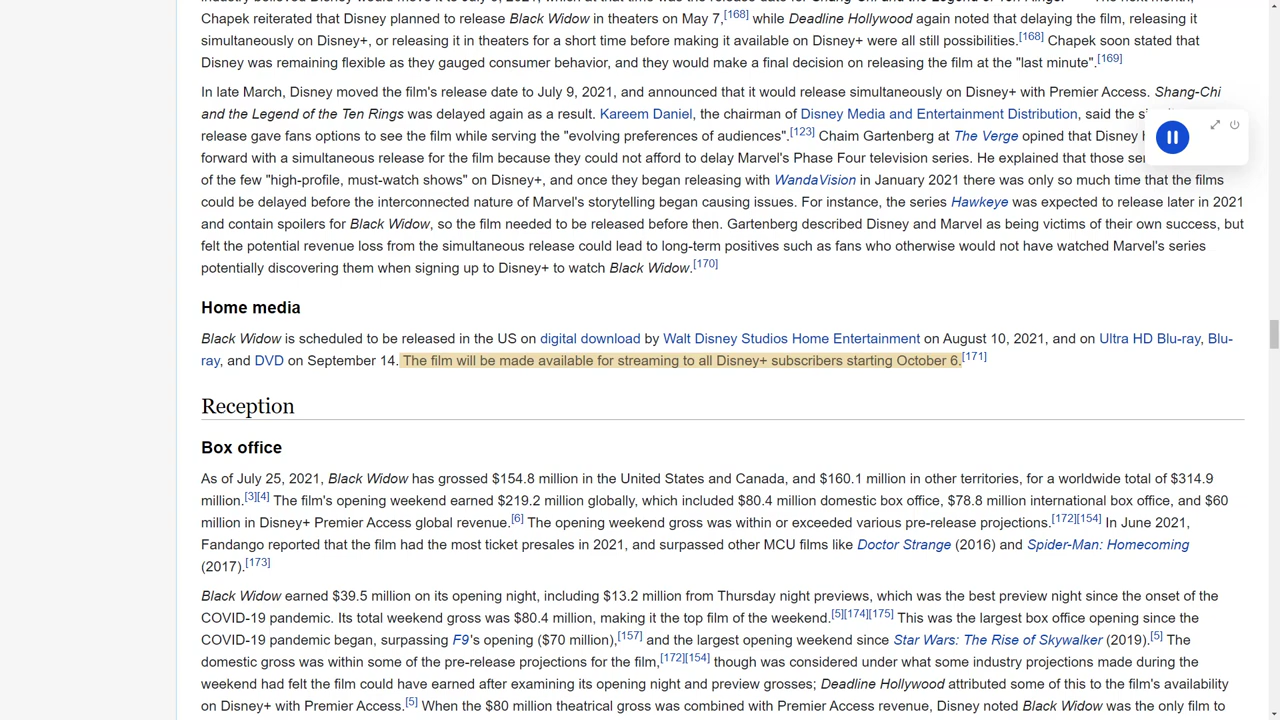 Chapek reiterated that Disney planned to release Black Widow in theaters on May 7,[168] while Deadline Hollywood again noted that delaying the film, releasing it
simultaneously on Disney+, or releasing it in theaters for a short time before making it available on Disney+ were all still possibilities.[168] Chapek soon stated that
Disney was remaining flexible as they gauged consumer behavior, and they would make a final decision on releasing the film at the "last minute".[169]
In late March, Disney moved the film's release date to July 9, 2021, and announced that it would release simultaneously on Disney+ with Premier Access. Shang-Chi
and the Legend of the Ten Rings was delayed again as a result. Kareem Daniel, the chairman of Disney Media and Entertainment Distribution, said the
release gave fans options to see the film while serving the "evolving preferences of audiences".[123] Chaim Gartenberg at The Verge opined that Disney
forward with a simultaneous release for the film because they could not afford to delay Marvel's Phase Four television series. He explained that those
of the few "high-profile, must-watch shows" on Disney+, and once they began releasing with WandaVision in January 2021 there was only so much time that the films
could be delayed before the interconnected nature of Marvel's storytelling began causing issues. For instance, the series Hawkeye was expected to release later in 2021
and contain spoilers for Black Widow, so the film needed to be released before then. Gartenberg described Disney and Marvel as being victims of their own success, but
felt the potential revenue loss from the simultaneous release could lead to long-term positives such as fans who otherwise would not have watched Marvel's series
potentially discovering them when signing up to Disney+ to watch Black Widow.[170]
Home media
Black Widow is scheduled to be released in the US on digital download by Walt Disney Studios Home Entertainment on August 10, 2021, and on Ultra HD Blu-ray, Blu-
ray, and DVD on September 14. The film will be made available for streaming to all Disney+ subscribers starting October 6.[171]
Reception
Box office
As of July 25, 2021, Black Widow has grossed $154.8 million in the United States and Canada, and $160.1 million in other territories, for a worldwide total of $314.9
million.[3][4] The film's opening weekend earned $219.2 million globally, which included $80.4 million domestic box office, $78.8 million international box office, and $60
million in Disney+ Premier Access global revenue.[6] The opening weekend gross was within or exceeded various pre-release projections.[172][154] In June 2021,
Fandango reported that the film had the most ticket presales in 2021, and surpassed other MCU films like Doctor Strange (2016) and Spider-Man: Homecoming
(2017).[173]
Black Widow earned $39.5 million on its opening night, including $13.2 million from Thursday night previews, which was the best preview night since the onset of the
COVID-19 pandemic. Its total weekend gross was $80.4 million, making it the top film of the weekend.[5][174][175] This was the largest box office opening since the
COVID-19 pandemic began, surpassing F9's opening ($70 million),[157] and the largest opening weekend since Star Wars: The Rise of Skywalker (2019).[5] The
domestic gross was within some of the pre-release projections for the film,[172][154] though was considered under what some industry projections made during the
weekend had felt the film could have earned after examining its opening night and preview grosses; Deadline Hollywood attributed some of this to the film's availability
on Disney+ with Premier Access.[5] When the $80 million theatrical gross was combined with Premier Access revenue, Disney noted Black Widow was the only film to